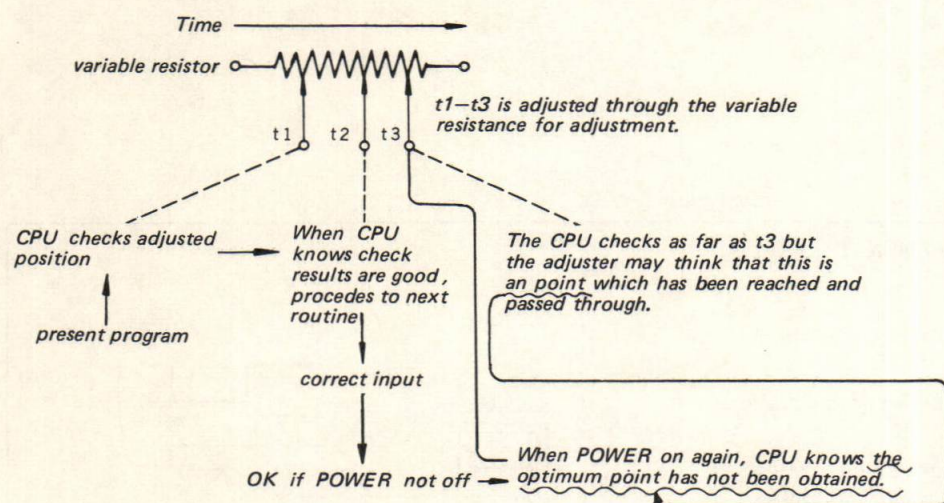 Time
variable resistor
t1 t2 t3
t1–t3 is adjusted through the variable
resistance for adjustment.
CPU checks adjusted
position
present program
When CPU
knows check
results are good,
procedes to next
routine
correct input
OK if POWER not off
The CPU checks as far as t3 but
the adjuster may think that this is
an point which has been reached and
passed through.
When POWER on again, CPU knows the
optimum point has not been obtained.